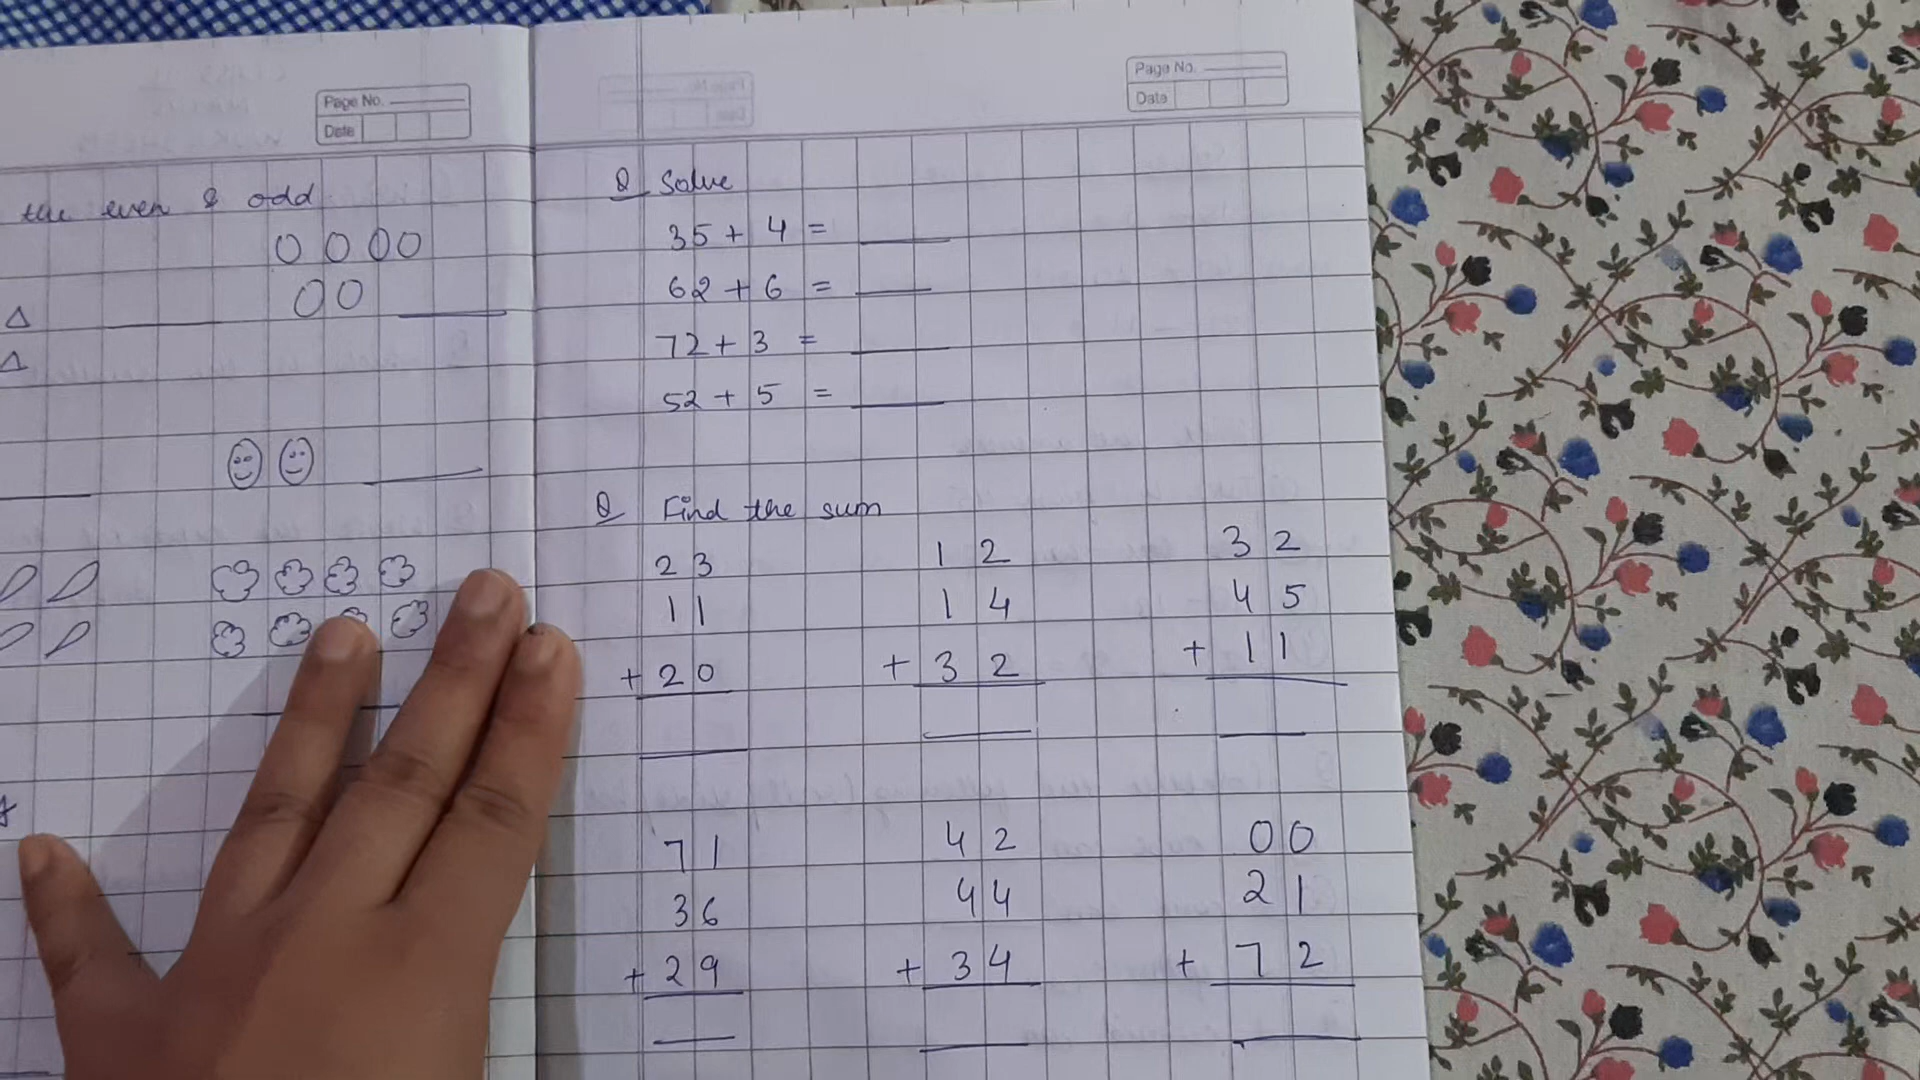 Page No.
Date
the even & odd
Page No.
Date
Q Solve
35 + 4 =
62 + 6 =
72 + 3 =
52 + 5 =
Q Find the sum
23 12 32
11 14 45
+ 20 + 32 + 11
71 42 00
36 44 21
+ 29 + 34 + 72